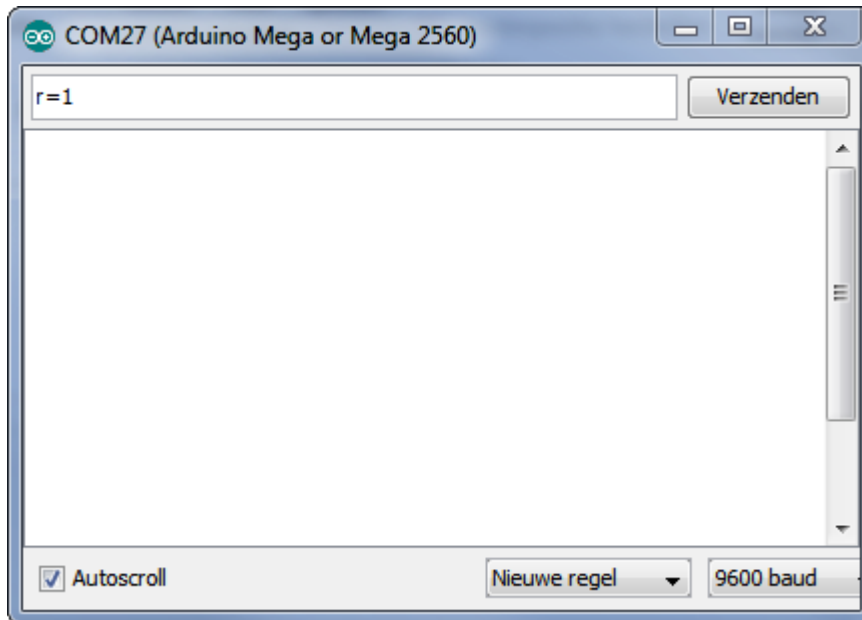 COM27 (Arduino Mega or Mega 2560)
r=1
Verzenden
Autoscroll
Nieuwe regel
9600 baud